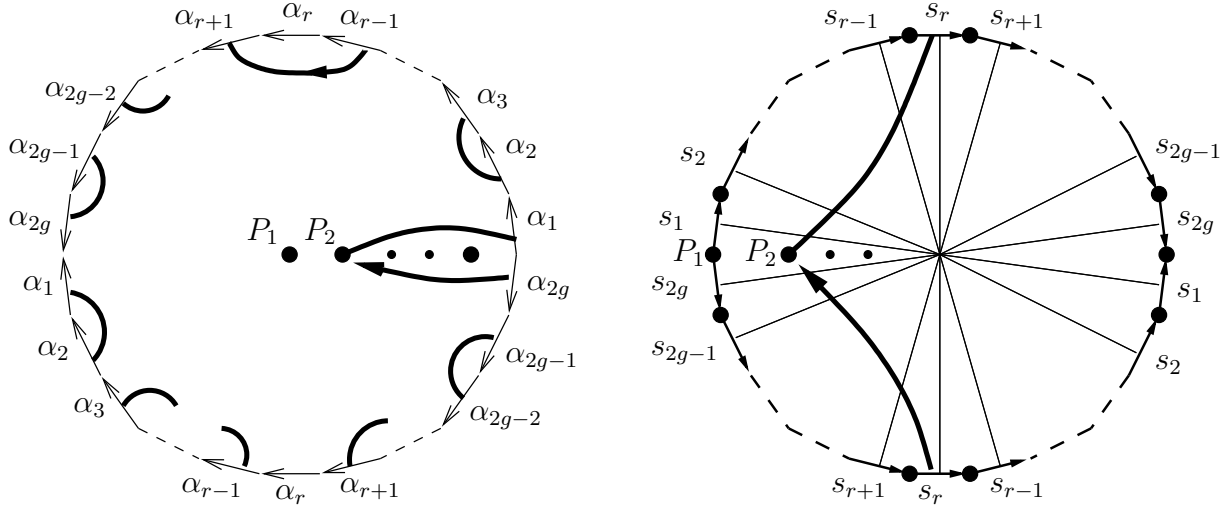 α_{r+1} α_r α_{r−1}
α_{2g−2} α_3
α_{2g−1} α_2
α_{2g} P_1 P_2 α_1
α_1 α_{2g}
α_2 α_{2g−1}
α_3 α_{2g−2}
α_{r−1} α_r α_{r+1}
s_{r−1} s_r s_{r+1}
s_2 s_{2g−1}
s_1 s_{2g}
P_1 P_2
s_{2g} s_1
s_{2g−1} s_2
s_{r+1} s_r s_{r−1}